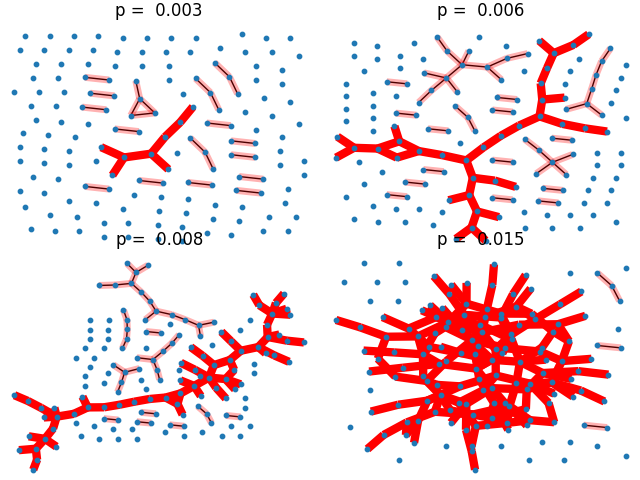 p =  0.003
p =  0.006
p =  0.008
p =  0.015